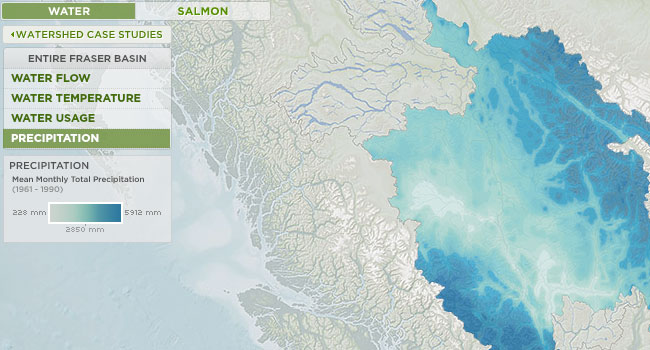 WATER
SALMON
WATERSHED CASE STUDIES
ENTIRE FRASER BASIN
WATER FLOW
WATER TEMPERATURE
WATER USAGE
PRECIPITATION
PRECIPITATION
Mean Monthly Total Precipitation
(1961 - 1990)
228 mm 5912 mm
2850 mm